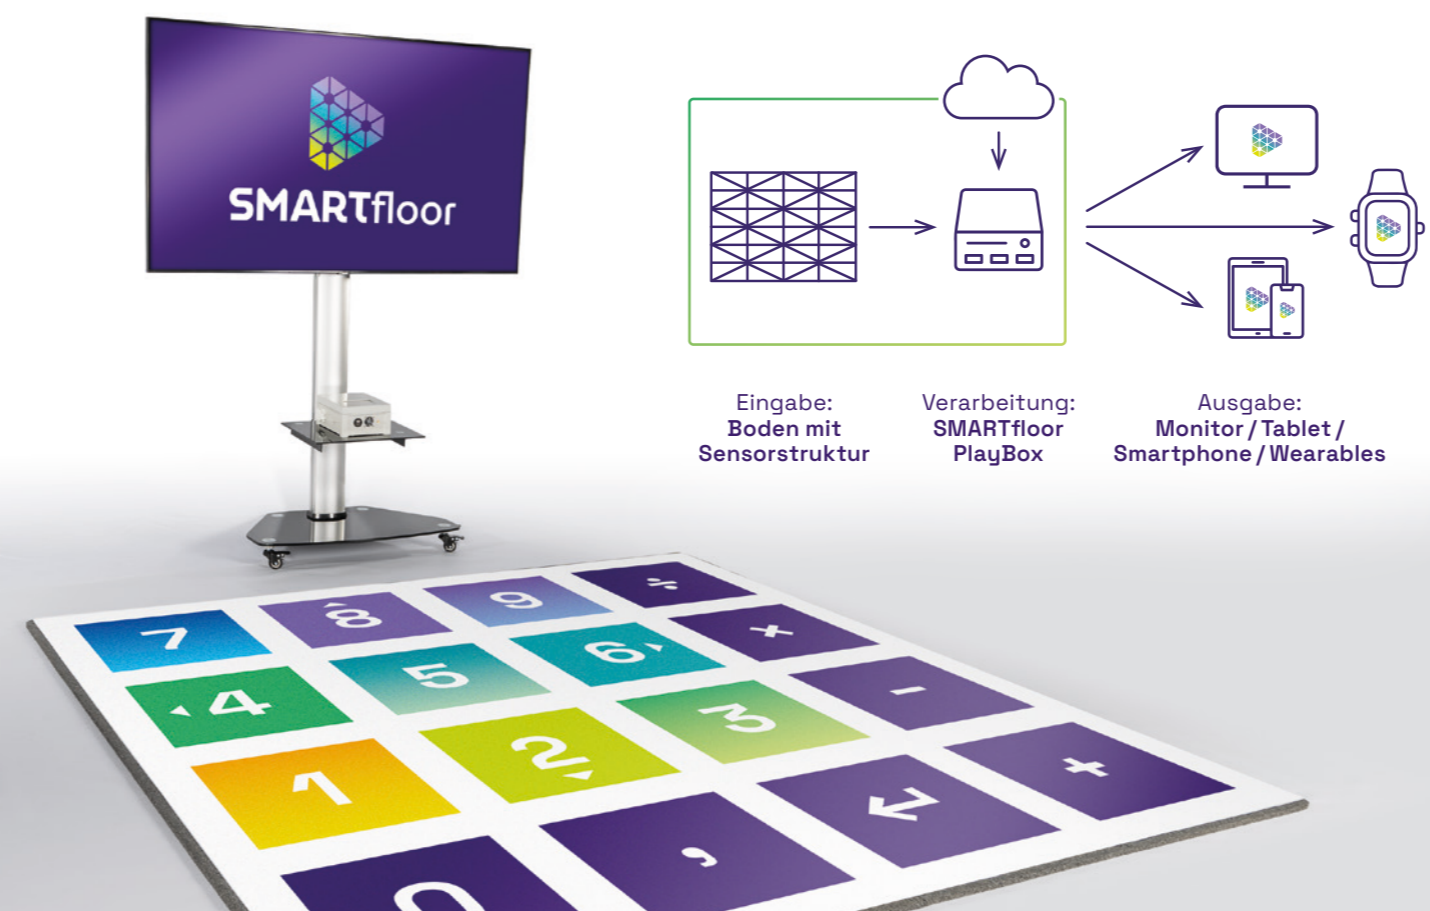 SMARTfloor
Eingabe:
Boden mit
Sensorstruktur
Verarbeitung:
SMARTfloor
PlayBox
Ausgabe:
Monitor / Tablet /
Smartphone / Wearables
7 8 9 ÷
4 5 6 ×
1 2 3 -
0 , ↵ +